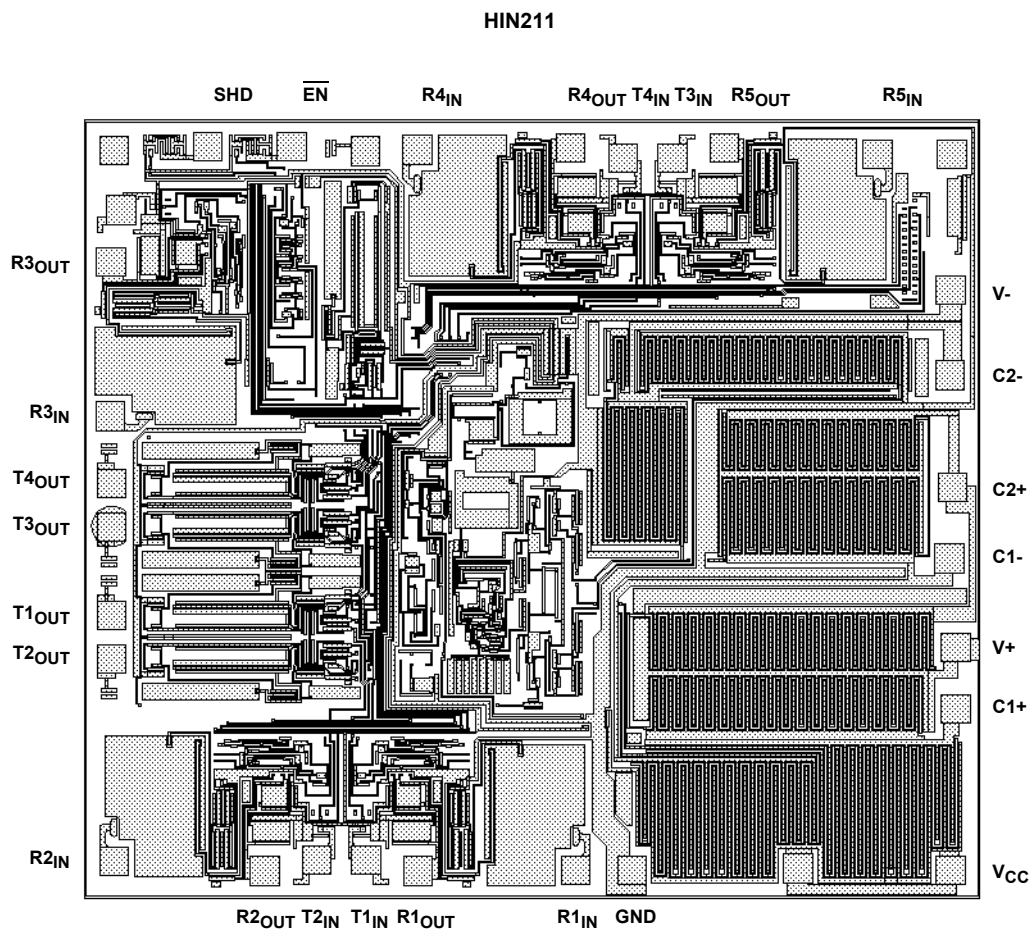 HIN211
SHD EN R4IN R4OUT T4IN T3IN R5OUT R5IN
R3OUT
V-
C2-
R3IN
T4OUT
C2+
T3OUT
C1-
T1OUT
V+
T2OUT
C1+
R2IN
VCC
R2OUT T2IN T1IN R1OUT R1IN GND